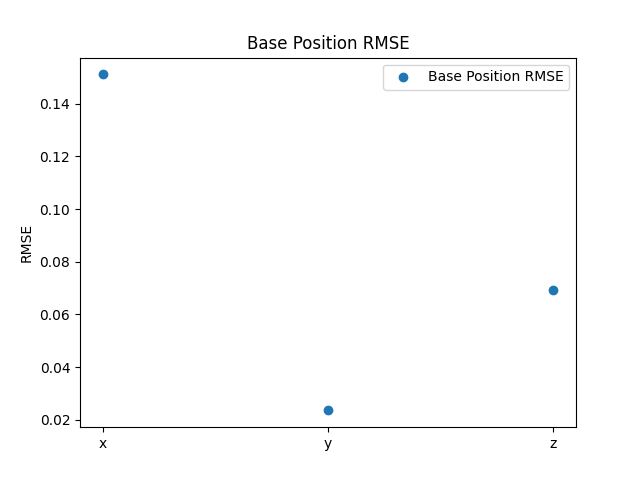 Base Position RMSE
Base Position RMSE
0.14
0.12
0.10
0.08
0.06
0.04
0.02
RMSE
x
y
z